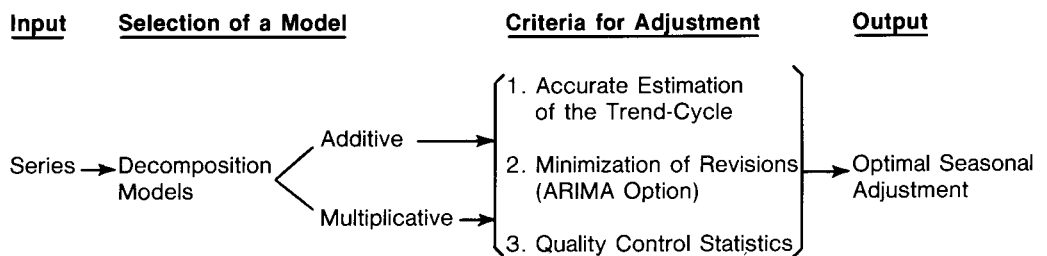 Input Selection of a Model Criteria for Adjustment Output
1. Accurate Estimation
of the Trend-Cycle
Additive
Series Decomposition
Models
2. Minimization of Revisions
(ARIMA Option)
Optimal Seasonal
Adjustment
Multiplicative
3. Quality Control Statistics